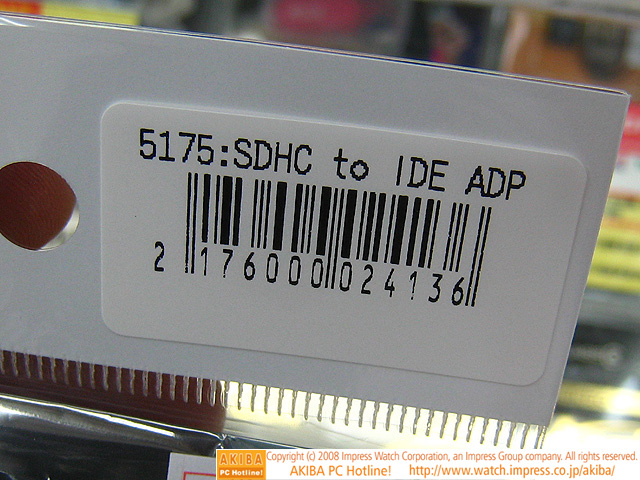 5175:SDHC to IDE ADP
2 176000 024136
AKIBA PC Hotline!
Copyright (c) 2008 Impress Watch Corporation, an Impress Group company. All rights reserved.
AKIBA PC Hotline! http://www.watch.impress.co.jp/akiba/